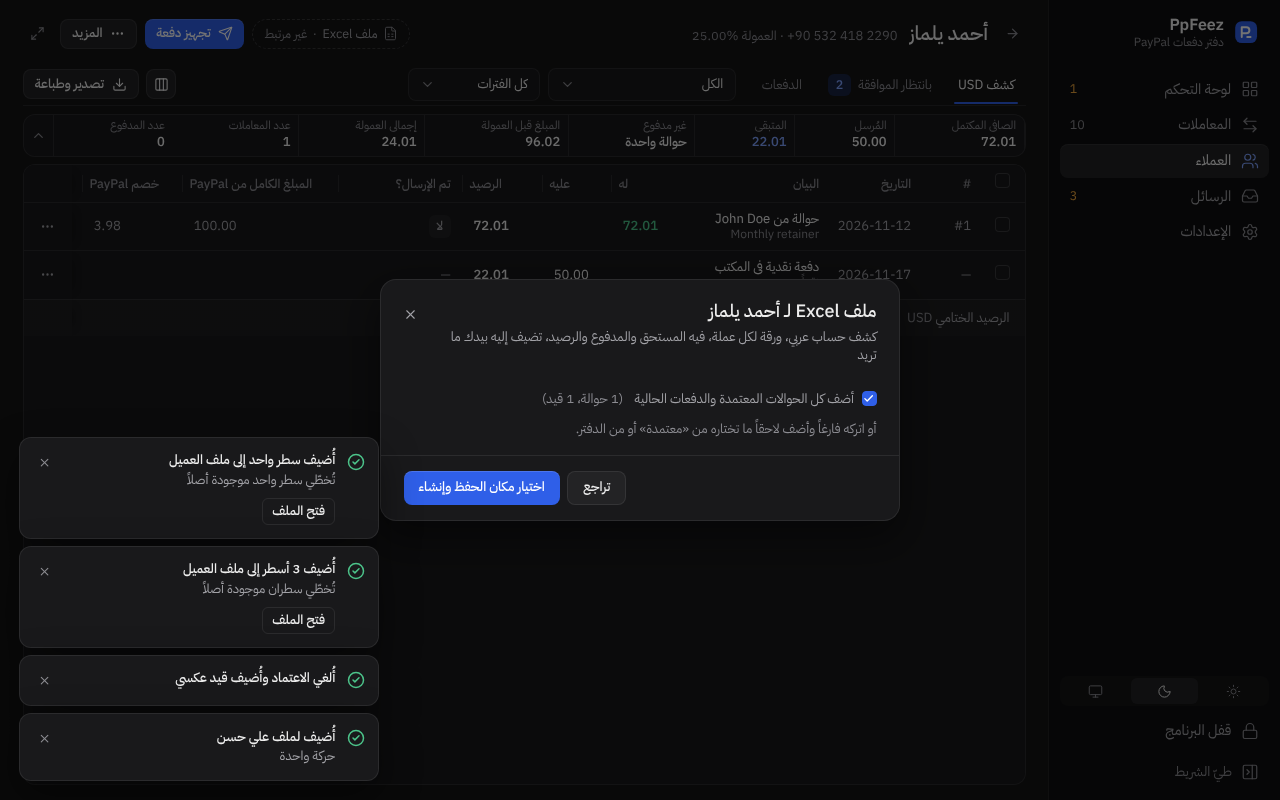 PpFeez
دفتر دفعات PayPal
لوحة التحكم
1
المعاملات
10
العملاء
الرسائل
3
الإعدادات
قفل البرنامج
طيّ الشريط
أحمد يلماز
+90 532 418 2290 · العمولة 25.00%
ملف Excel · غير مرتبط
تجهيز دفعة
المزيد
كشف USD
بانتظار الموافقة 2
الدفعات
الكل
كل الفترات
تصدير وطباعة
الصافي المكتمل
72.01
المُرسل
50.00
المتبقي
22.01
غير مدفوع
حوالة واحدة
المبلغ قبل العمولة
96.02
إجمالي العمولة
24.01
عدد المعاملات
1
عدد المدفوع
0
# التاريخ البيان له عليه الرصيد تم الإرسال؟ المبلغ الكامل من PayPal خصم PayPal
#1 2026-11-12 حوالة من John Doe 72.01 72.01 لا 100.00 3.98
Monthly retainer
— 2026-11-17 دفعة نقدية في المكتب 50.00 22.01 —
الرصيد الختامي USD
ملف Excel لـ أحمد يلماز
كشف حساب عربي، ورقة لكل عملة، فيه المستحق والمدفوع والرصيد، تضيف إليه بيدك ما
تريد
أضف كل الحوالات المعتمدة والدفعات الحالية (1 حوالة، 1 قيد)
أو اتركه فارغاً وأضف لاحقاً ما تختاره من «معتمدة» أو من الدفتر.
تراجع
اختيار مكان الحفظ وإنشاء
أُضيف سطر واحد إلى ملف العميل
تُخطّي سطر واحد موجودة أصلاً
فتح الملف
أُضيف 3 أسطر إلى ملف العميل
تُخطّي سطران موجودة أصلاً
فتح الملف
أُلغي الاعتماد وأُضيف قيد عكسي
أُضيف لملف علي حسن
حركة واحدة